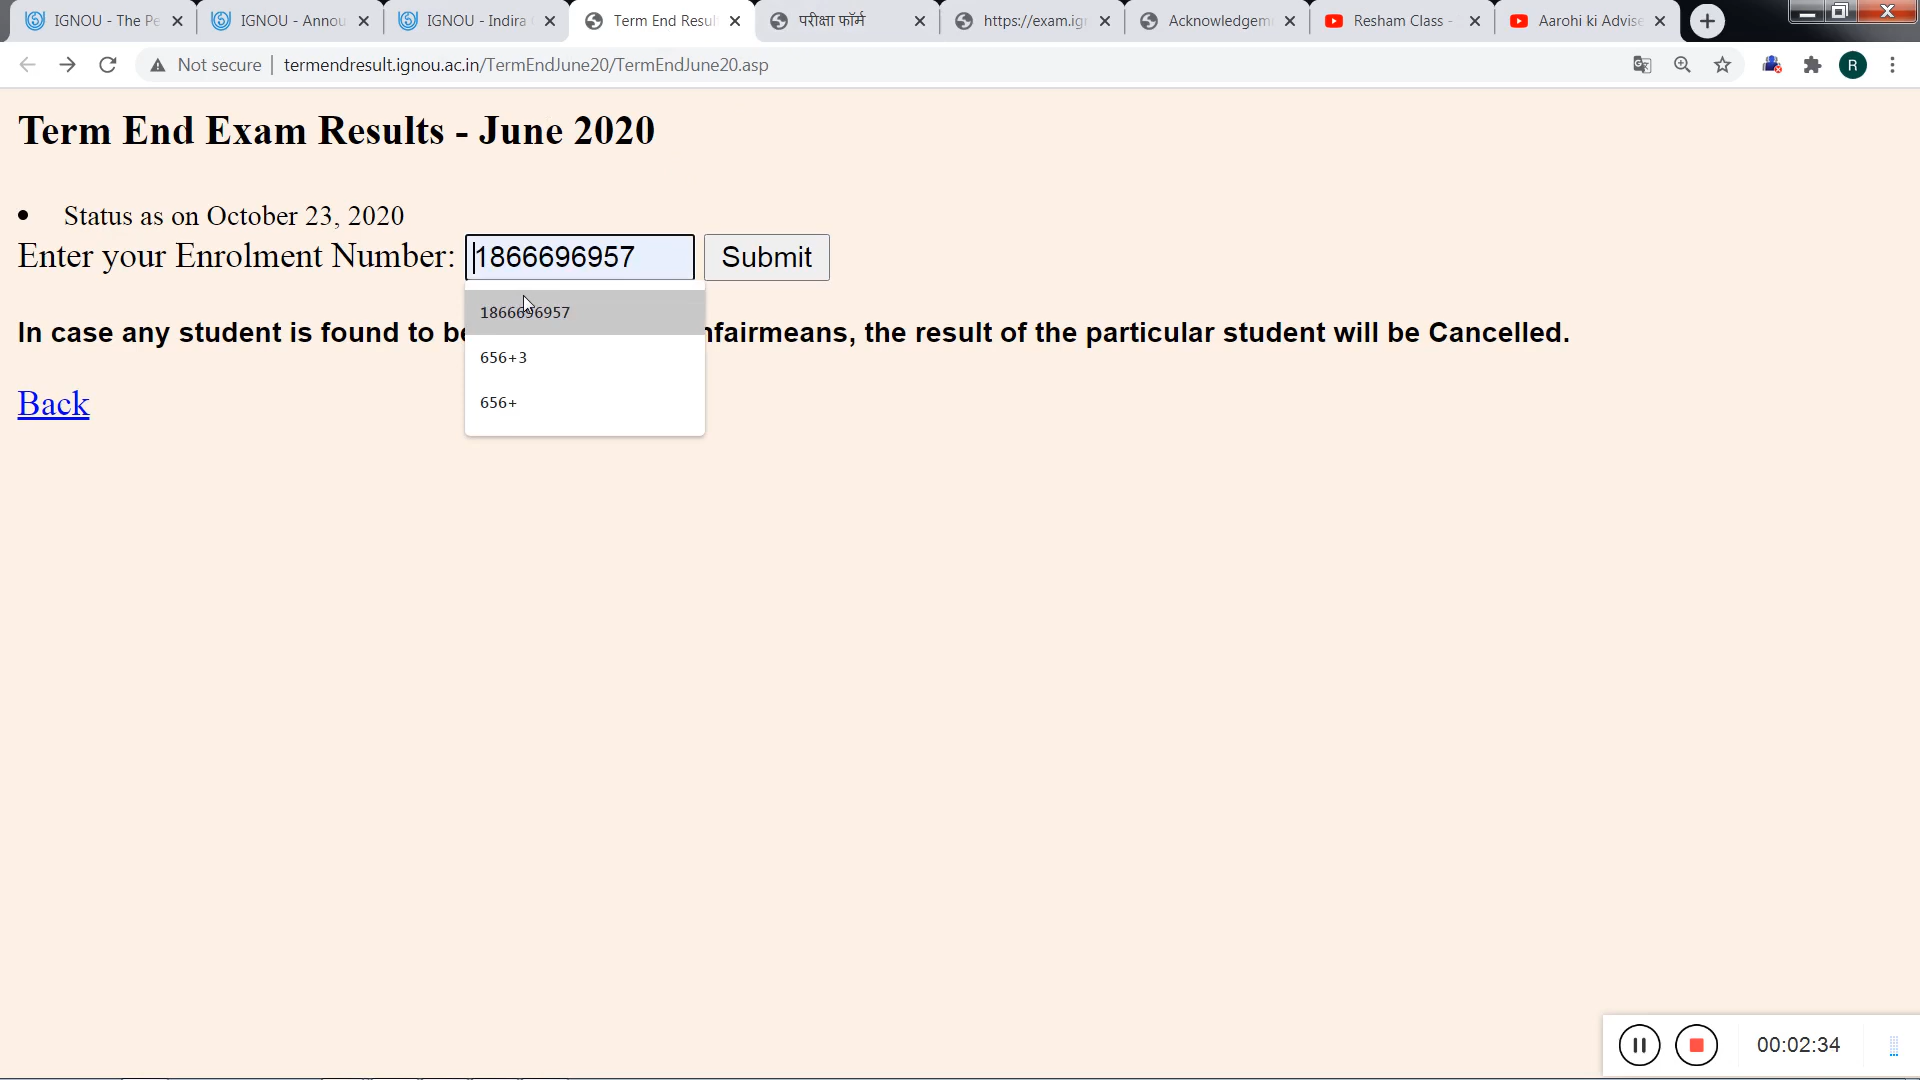 IGNOU - The Pe
IGNOU - Annou
IGNOU - Indira
Term End Resul
परीक्षा फॉर्म
https://exam.ig
Acknowledgem
Resham Class -
Aarohi ki Advise
Not secure
termendresult.ignou.ac.in/TermEndJune20/TermEndJune20.asp
R
Term End Exam Results - June 2020
Status as on October 23, 2020
Enter your Enrolment Number: 1866696957 Submit
1866696957
In case any student is found to be nfairmeans, the result of the particular student will be Cancelled.
656+3
656+
Back
00:02:34